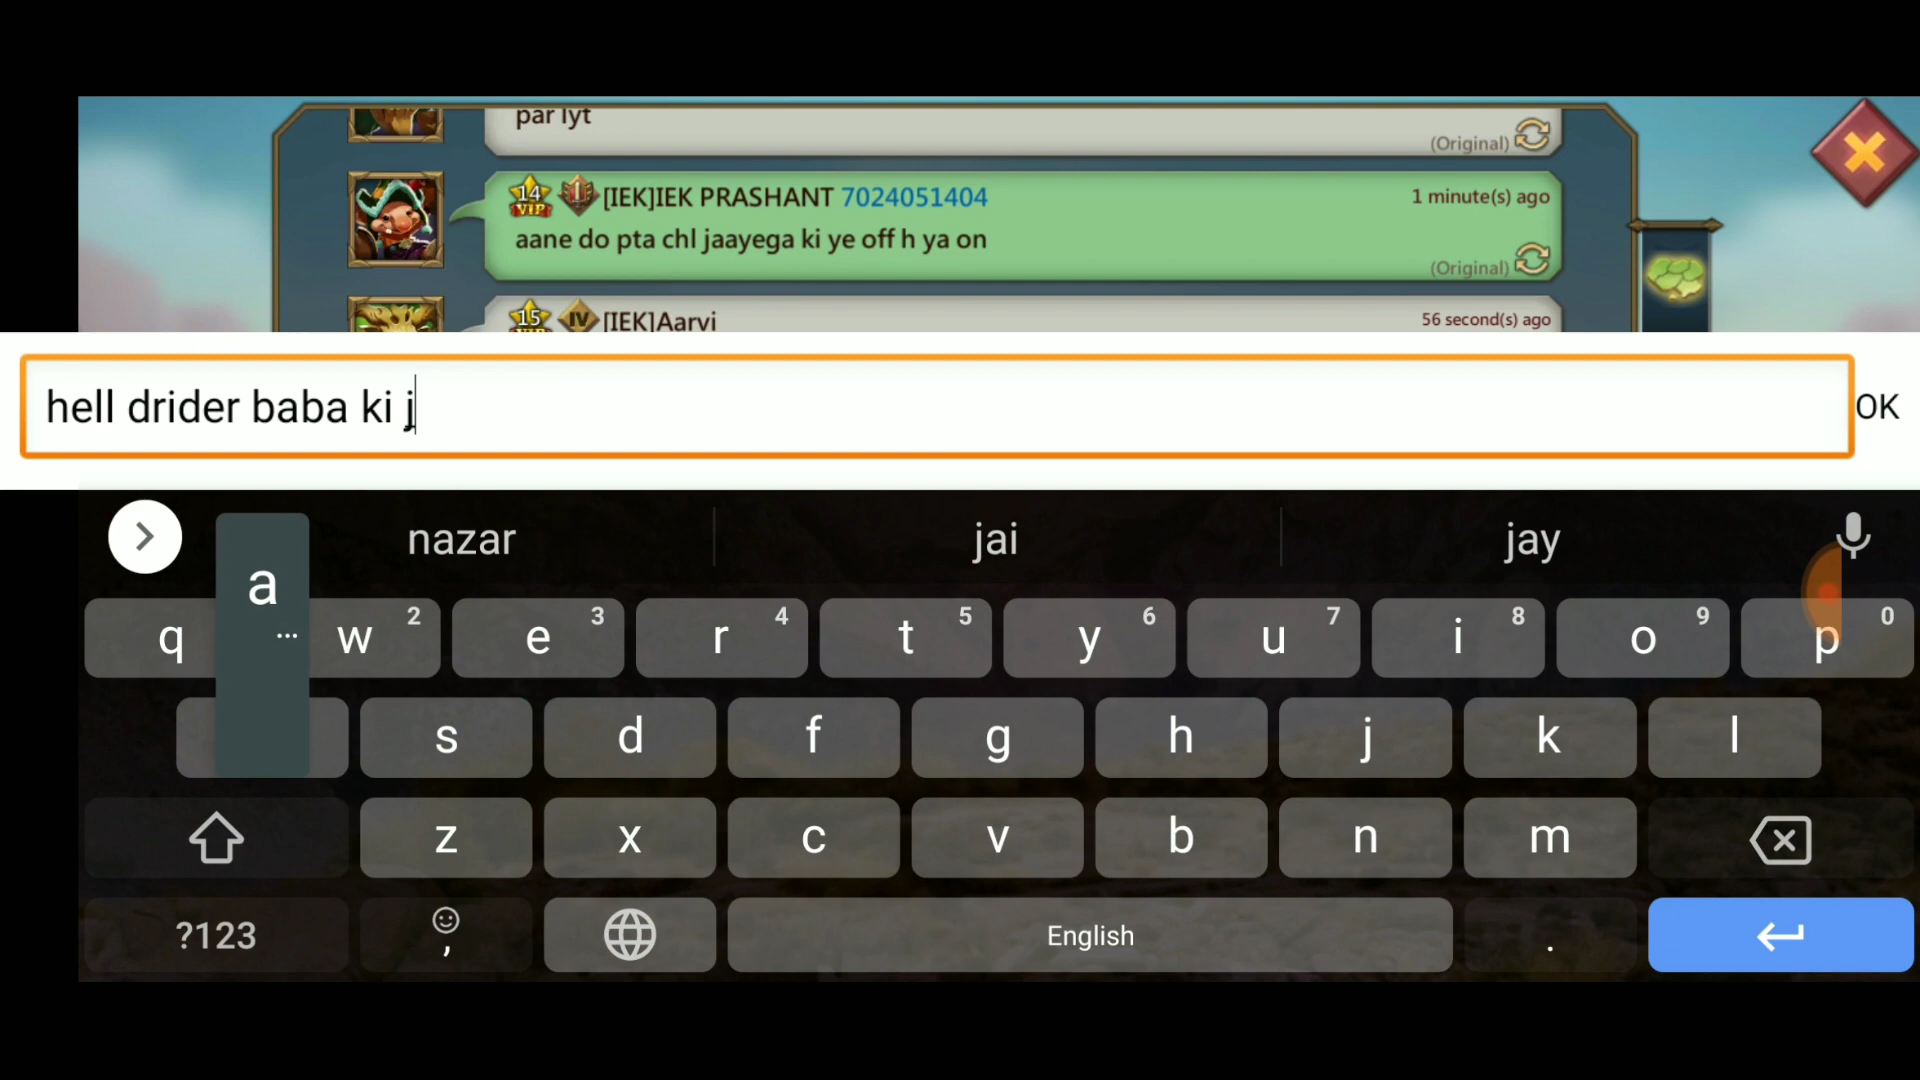 par lyt
(Original)
14 VIP [IEK]IEK PRASHANT 7024051404 1 minute(s) ago
aane do pta chl jaayega ki ye off h ya on
(Original)
15 IV [IEK]Aarvi 56 second(s) ago
hell drider baba ki j
OK
nazar jai jay
a
q w 2 e 3 r 4 t 5 y 6 u 7 i 8 o 9 p 0
s d f g h j k l
z x c v b n m
?123 , English .